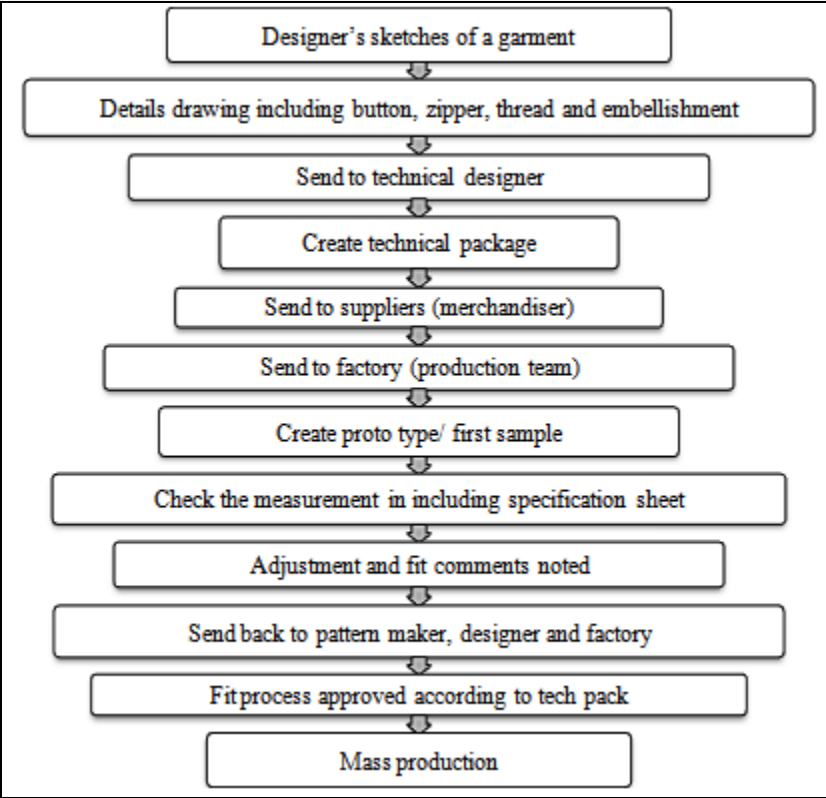 Designer’s sketches of a garment
Details drawing including button, zipper, thread and embellishment
Send to technical designer
Create technical package
Send to suppliers (merchandiser)
Send to factory (production team)
Create proto type/ first sample
Check the measurement in including specification sheet
Adjustment and fit comments noted
Send back to pattern maker, designer and factory
Fit process approved according to tech pack
Mass production